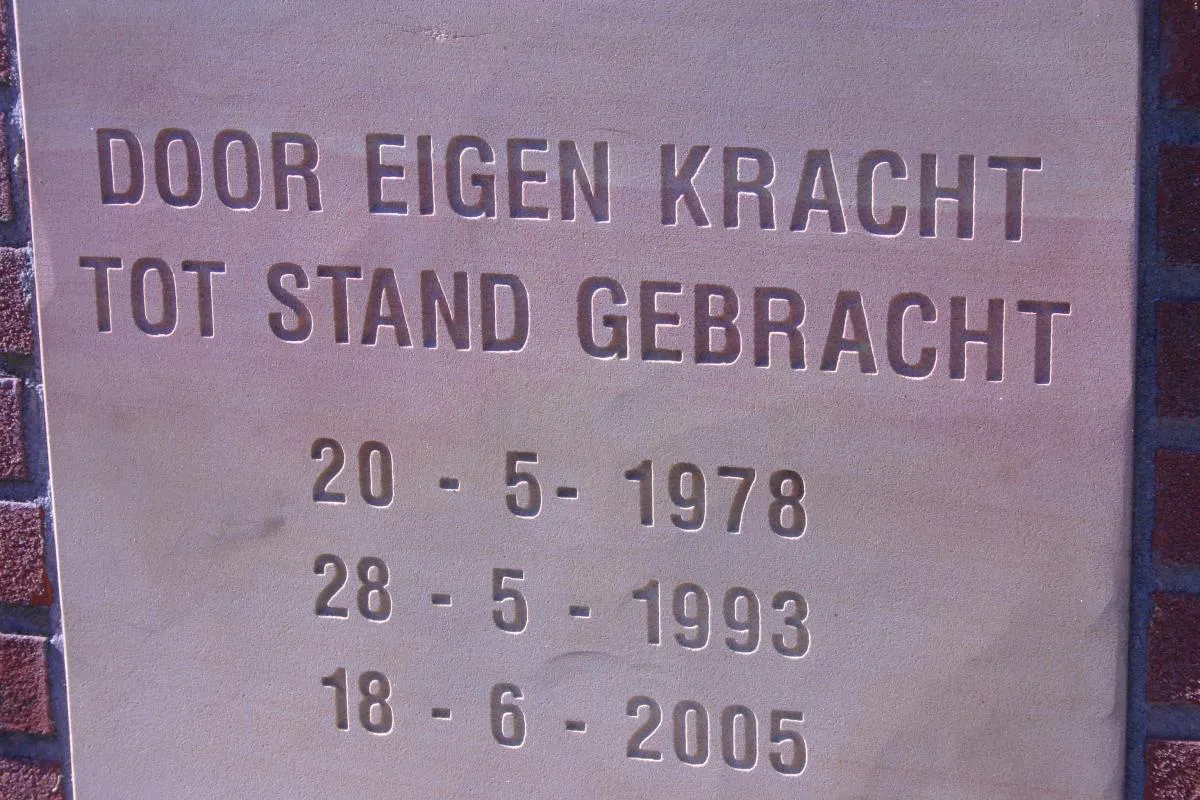 DOOR EIGEN KRACHT
TOT STAND GEBRACHT
20 - 5- 1978
28 - 5 - 1993
18 - 6 - 2005